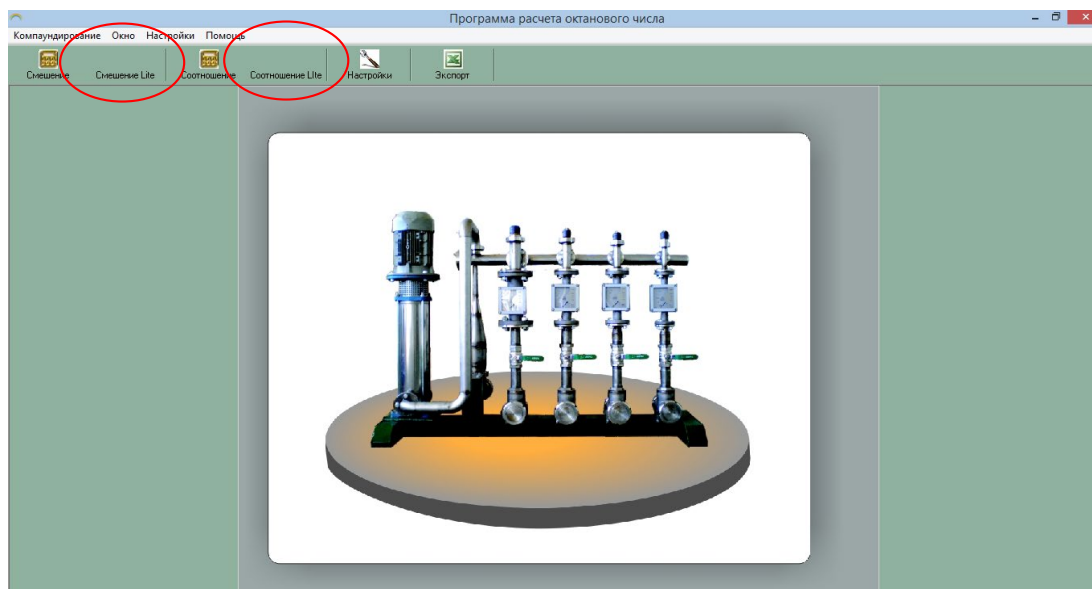 Программа расчета октанового числа
Компаундирование Окно Настройки Помощь
Смешение Смешение Lite Соотношение Соотношение LIte Настройки Экспорт